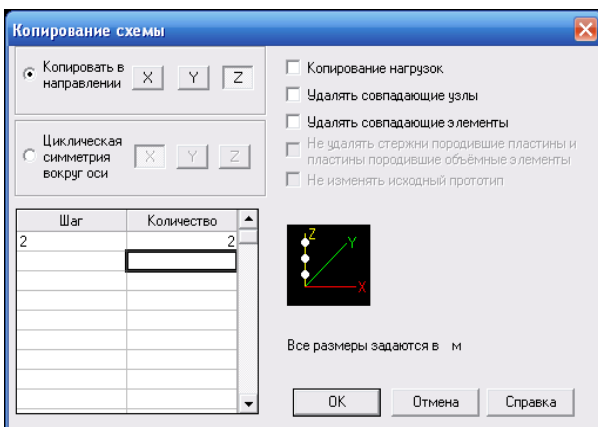 Копирование схемы
Копировать в
направлении
X Y Z
Циклическая
симметрия
вокруг оси
X Y Z
Копирование нагрузок
Удалять совпадающие узлы
Удалять совпадающие элементы
Не удалять стержни породившие пластины и
пластины породившие объёмные элементы
Не изменять исходный прототип
Шаг Количество
2 2
Z
Y
X
Все размеры задаются в м
OK Отмена Справка